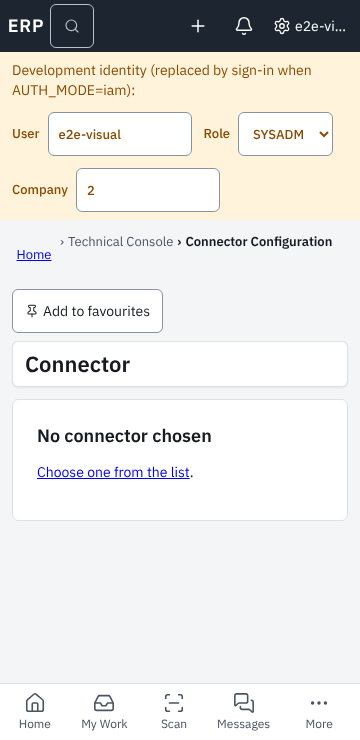 ERP
e2e-vi...
Development identity (replaced by sign-in when
AUTH_MODE=iam):
User e2e-visual Role SYSADM
Company 2
Home › Technical Console › Connector Configuration
Add to favourites
Connector
No connector chosen
Choose one from the list.
Home My Work Scan Messages More